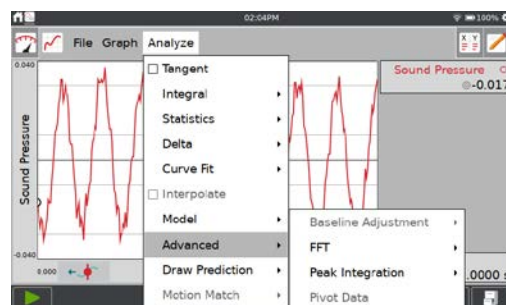 02:04PM
100%
File Graph Analyze
X Y
Tangent
Integral
Statistics
Delta
Curve Fit
Interpolate
Model
Advanced
Draw Prediction
Motion Match
Baseline Adjustment
FFT
Peak Integration
Pivot Data
Sound Pressure
-0.017
0.040
Sound Pressure
-0.040
0.000
.0000 s